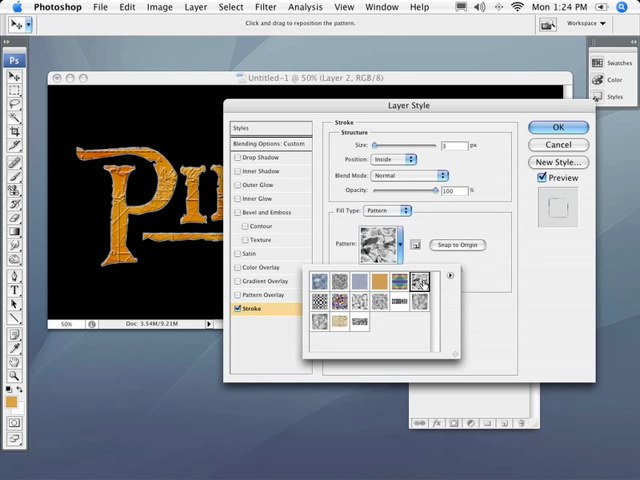 Photoshop File Edit Image Layer Select Filter Analysis View Window Help Mon 1:24 PM
Click and drag to reposition the pattern. Workspace
Ps
Untitled-1 @ 50% (Layer 2, RGB/8)
Swatches
Color
Styles
Layer Style
Styles
Blending Options: Custom
Drop Shadow
Inner Shadow
Outer Glow
Inner Glow
Bevel and Emboss
Contour
Texture
Satin
Color Overlay
Gradient Overlay
Pattern Overlay
Stroke
Stroke
Structure
Size: 3 px
Position: Inside
Blend Mode: Normal
Opacity: 100 %
Fill Type: Pattern
Pattern: Snap to Origin
OK
Cancel
New Style...
Preview
50% Doc: 3.54M/9.21M